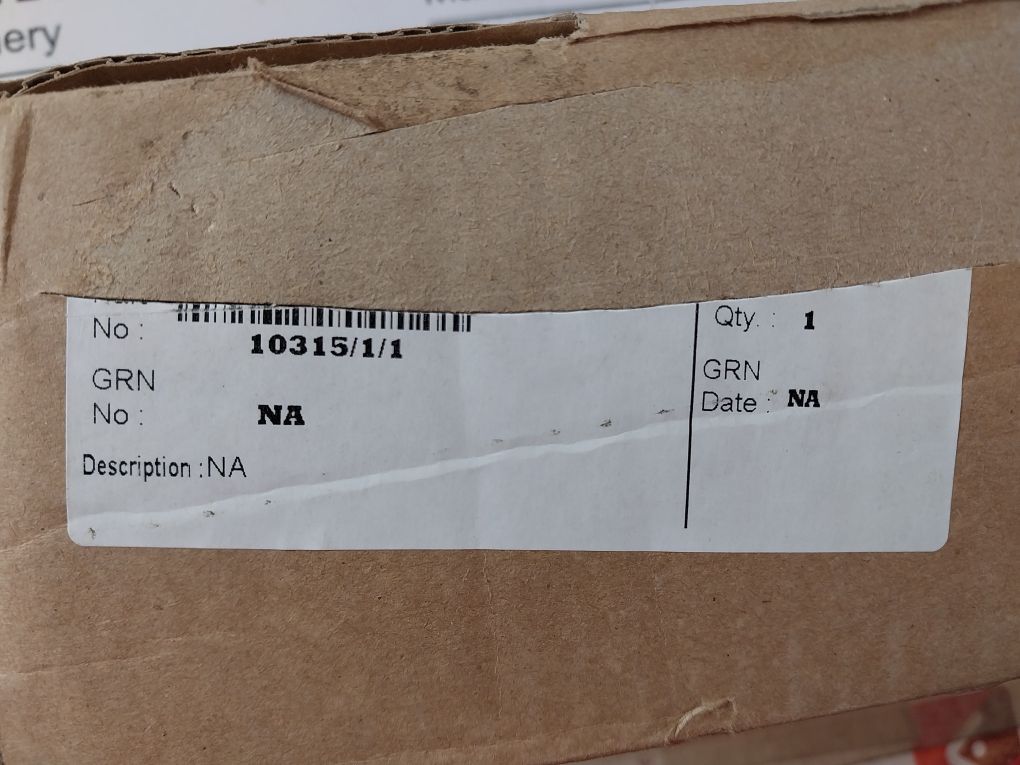 ery
No :
10315/1/1
Qty. : 1
GRN
No : NA
GRN
Date : NA
Description : NA